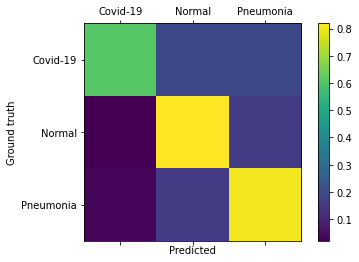 Covid-19 Normal Pneumonia
Covid-19
Normal
Pneumonia
Ground truth
Predicted
0.8
0.7
0.6
0.5
0.4
0.3
0.2
0.1